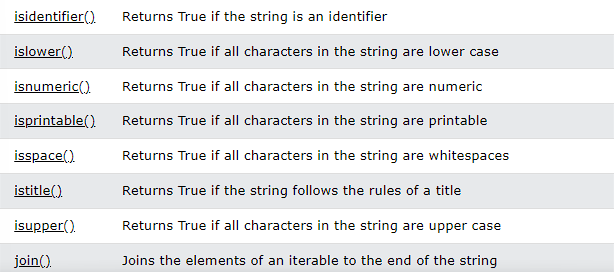 isidentifier() Returns True if the string is an identifier
islower() Returns True if all characters in the string are lower case
isnumeric() Returns True if all characters in the string are numeric
isprintable() Returns True if all characters in the string are printable
isspace() Returns True if all characters in the string are whitespaces
istitle() Returns True if the string follows the rules of a title
isupper() Returns True if all characters in the string are upper case
join() Joins the elements of an iterable to the end of the string